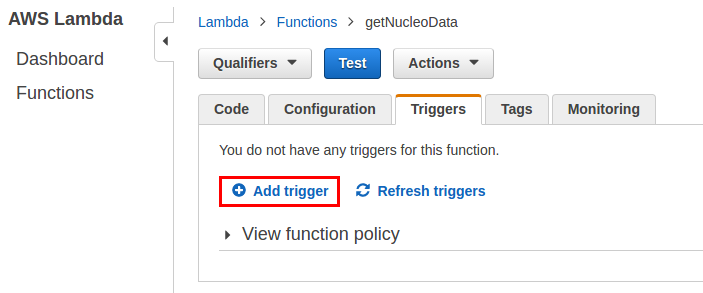 AWS Lambda
Dashboard
Functions
Lambda > Functions > getNucleoData
Qualifiers Test Actions
Code Configuration Triggers Tags Monitoring
You do not have any triggers for this function.
Add trigger Refresh triggers
View function policy